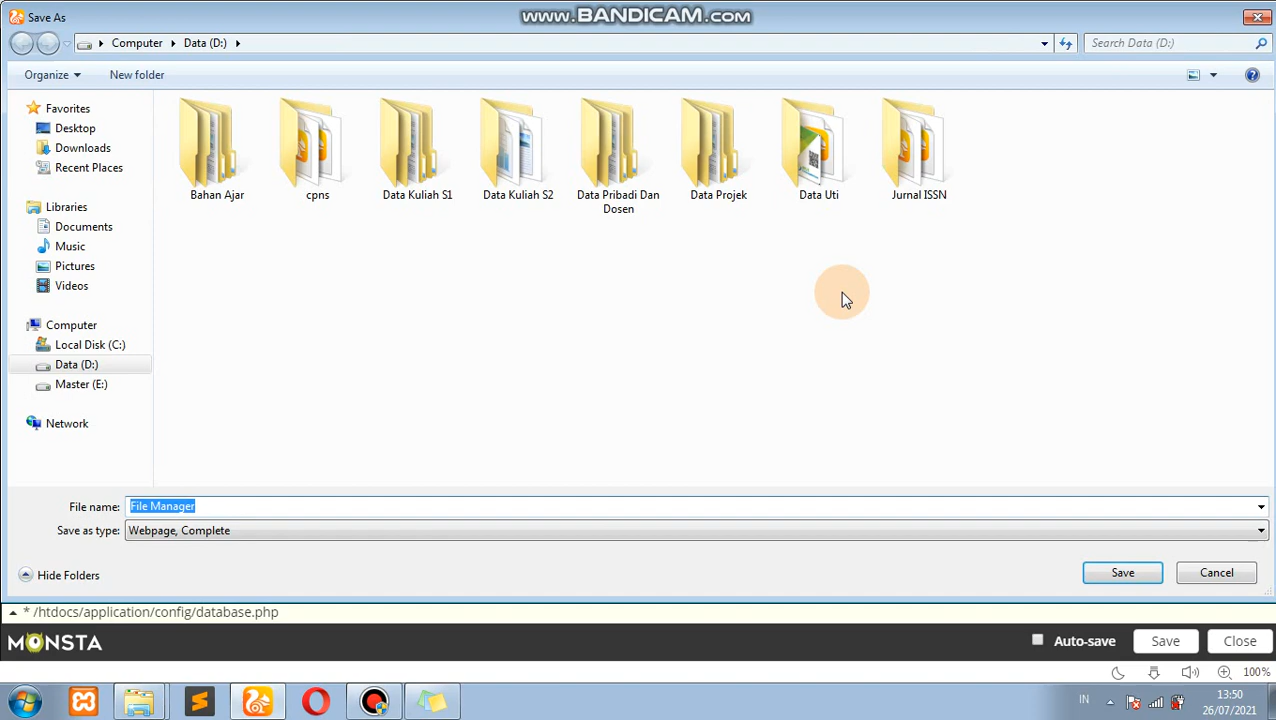 Save As
www.BANDICAM.com
Computer
Data (D:)
Search Data (D:)
Organize
New folder
Favorites
Desktop
Downloads
Recent Places
Libraries
Documents
Music
Pictures
Videos
Computer
Local Disk (C:)
Data (D:)
Master (E:)
Network
Bahan Ajar
cpns
Data Kuliah S1
Data Kuliah S2
Data Pribadi Dan
Dosen
Data Projek
Data Uti
Jurnal ISSN
File name: File Manager
Save as type: Webpage, Complete
Hide Folders
Save
Cancel
* /htdocs/application/config/database.php
MONSTA
Auto-save
Save
Close
100%
IN
13:50
26/07/2021